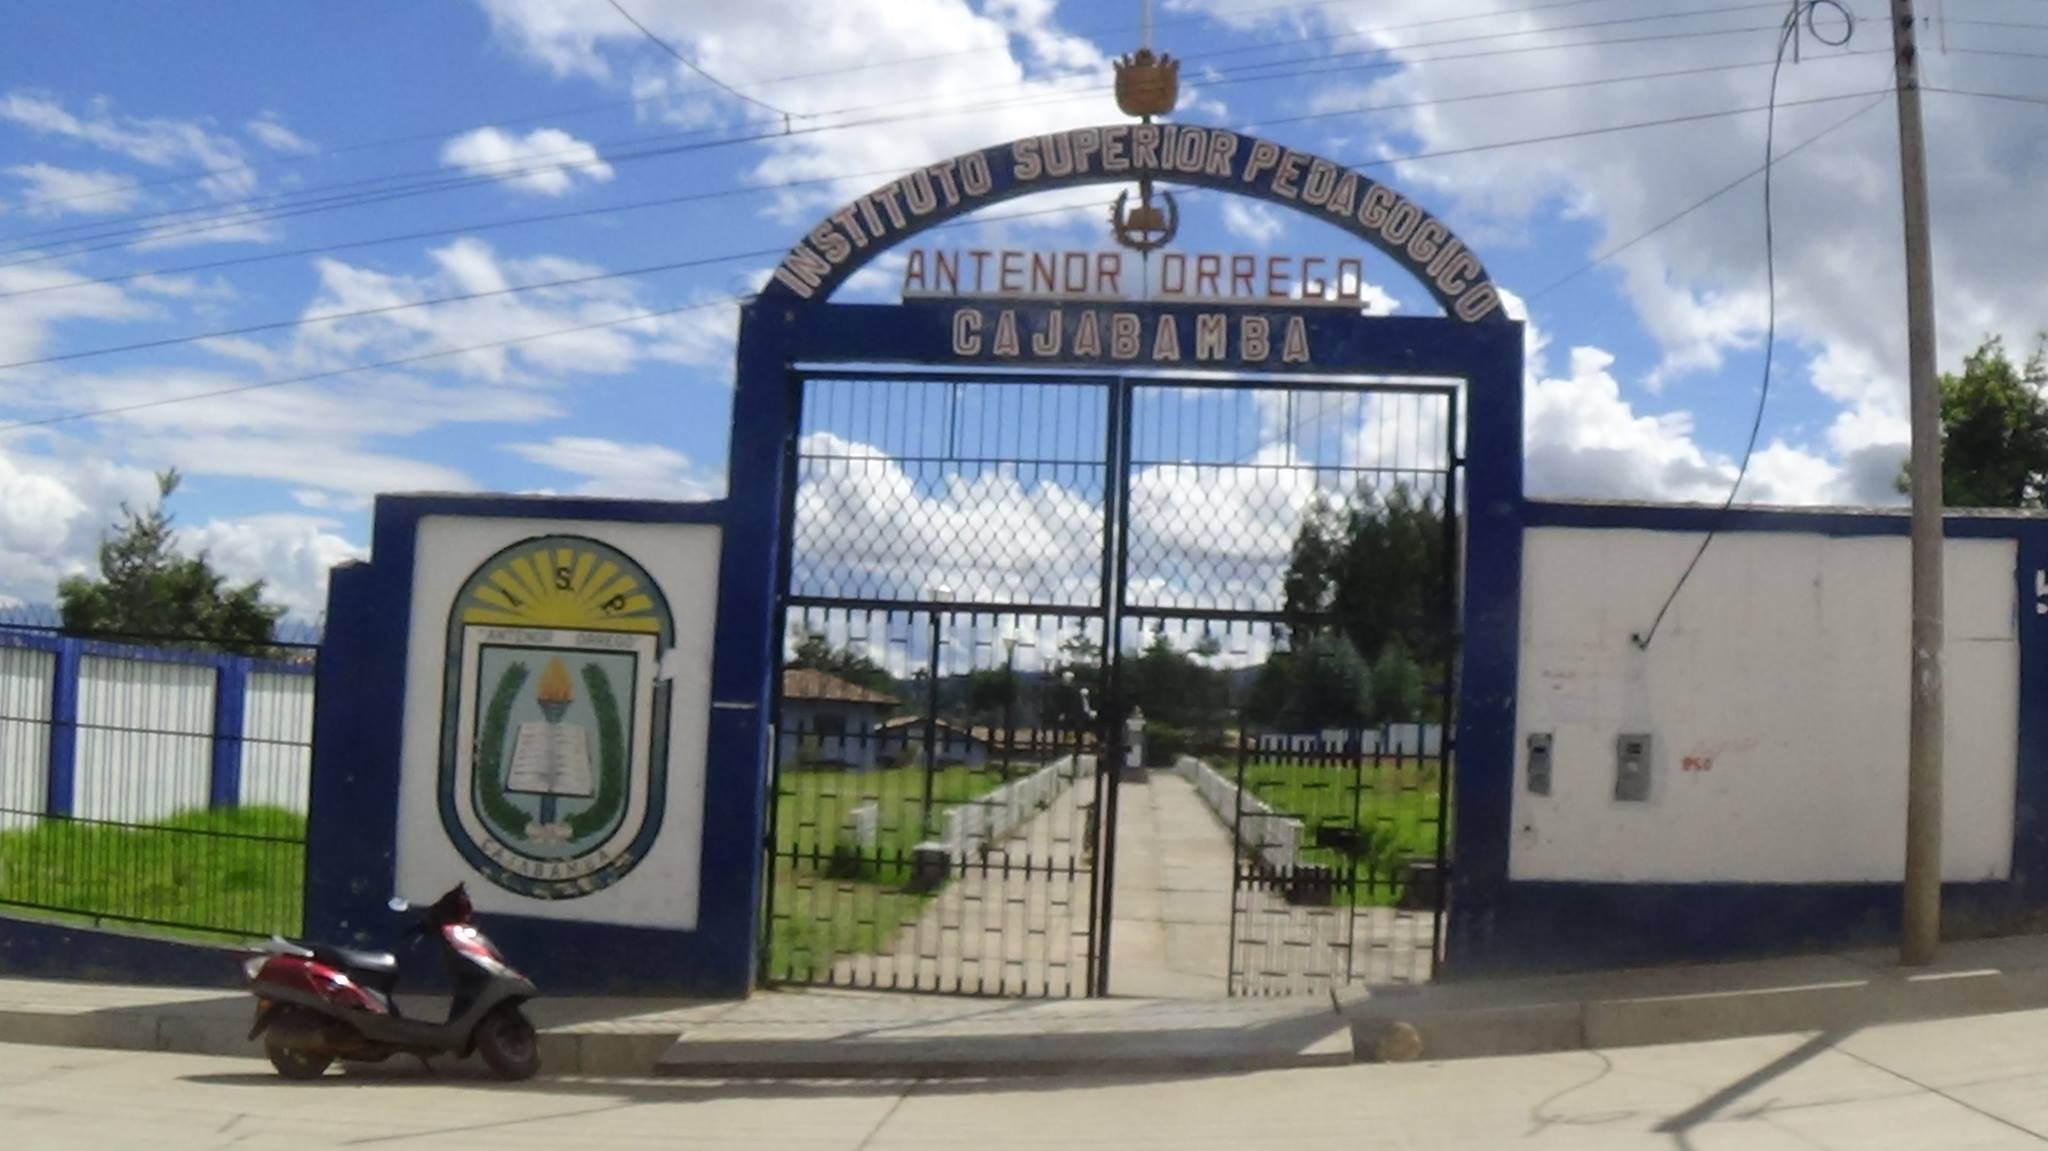 INSTITUTO SUPERIOR PEDAGOGICO
ANTENOR ORREGO
CAJABAMBA
I. S. P.
"ANTENOR ORREGO"
CAJABAMBA